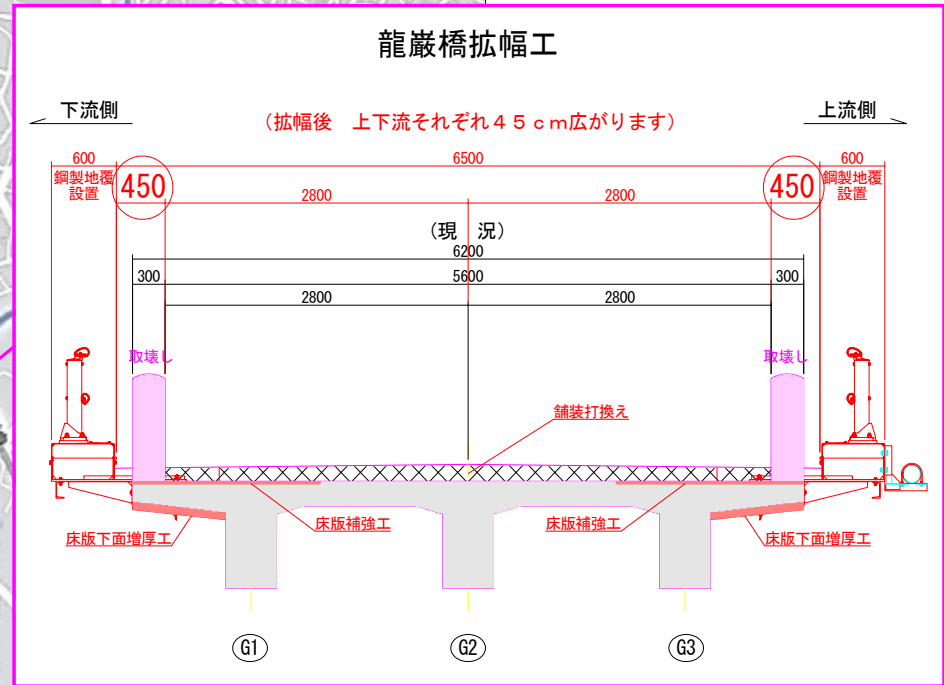 龍巌橋拡幅工
下流側
上流側
(拡幅後 上下流それぞれ４５ｃｍ広がります)
600
6500
600
鋼製地覆
設置
450
450
鋼製地覆
設置
2800
2800
(現 況)
6200
300
5600
300
2800
2800
取壊し
取壊し
舗装打換え
床版補強工
床版補強工
床版下面増厚工
床版下面増厚工
G1
G2
G3